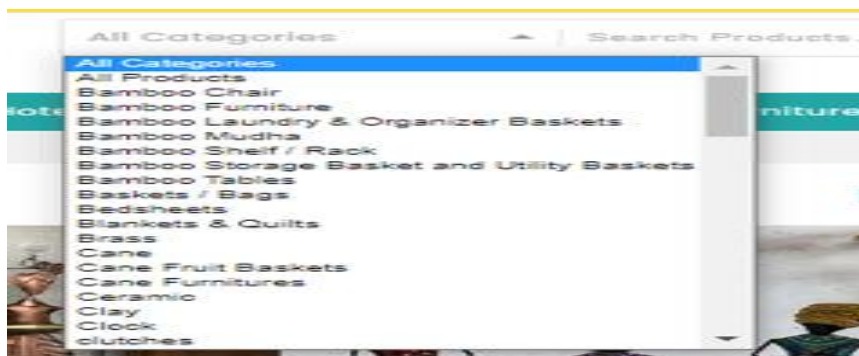 All Categories
Search Products
All Categories
All Products
Bamboo Chair
Bamboo Furniture
Bamboo Laundry & Organizer Baskets
Bamboo Mudha
Bamboo Shelf / Rack
Bamboo Storage Basket and Utility Baskets
Bamboo Tables
Baskets / Bags
Bedsheets
Blankets & Quilts
Brass
Cane
Cane Fruit Baskets
Cane Furnitures
Ceramic
Clay
Clock
clutches